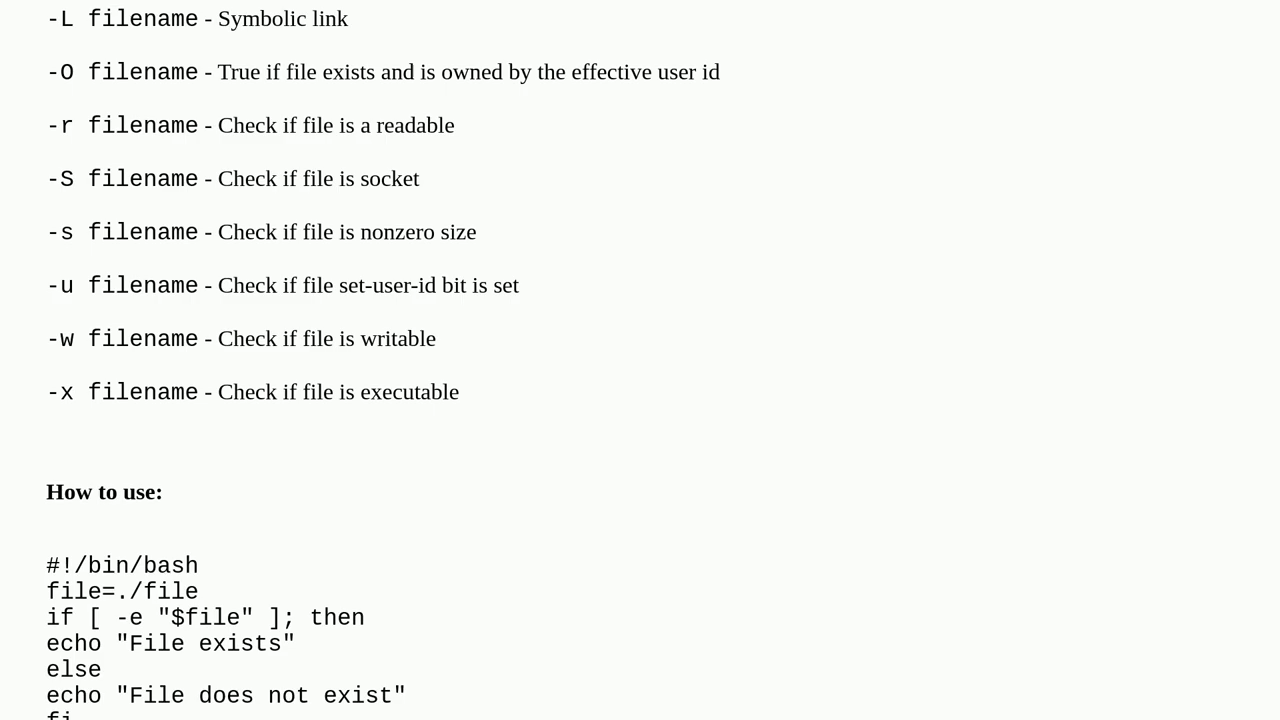 -L filename - Symbolic link
-O filename - True if file exists and is owned by the effective user id
-r filename - Check if file is a readable
-S filename - Check if file is socket
-s filename - Check if file is nonzero size
-u filename - Check if file set-user-id bit is set
-w filename - Check if file is writable
-x filename - Check if file is executable
How to use:
#!/bin/bash
file=./file
if [ -e "$file" ]; then
echo "File exists"
else
echo "File does not exist"
fi